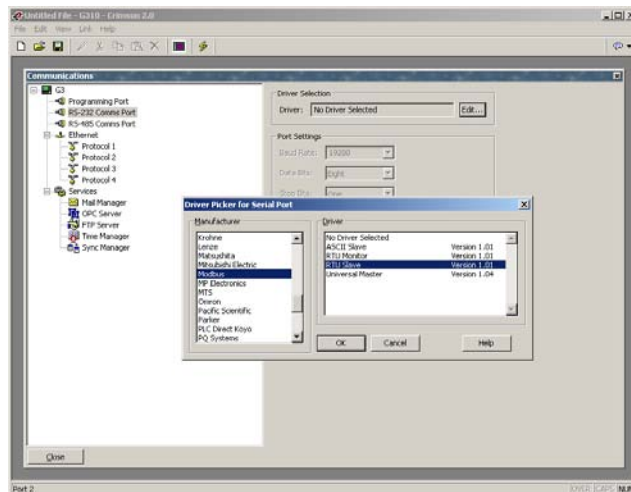 Untitled File - G310 - Crimson 2.0
File Edit View Link Help
Communications
G3
Programming Port
RS-232 Comms Port
RS-485 Comms Port
Ethernet
Protocol 1
Protocol 2
Protocol 3
Protocol 4
Services
Mail Manager
OPC Server
FTP Server
Time Manager
Sync Manager
Driver Selection
Driver: No Driver Selected Edit...
Port Settings
Baud Rate: 19200
Data Bits: Eight
Stop Bits: One
Driver Picker for Serial Port
Manufacturer
Krohne
Lenze
Matsushita
Mitsubishi Electric
Modbus
MP Electronics
MTS
Omron
Pacific Scientific
Parker
PLC Direct Koyo
PQ Systems
Driver
No Driver Selected
ASCII Slave Version 1.01
RTU Monitor Version 1.01
RTU Slave Version 1.01
Universal Master Version 1.04
OK Cancel Help
Close
Port 2 OVER CAPS NUM